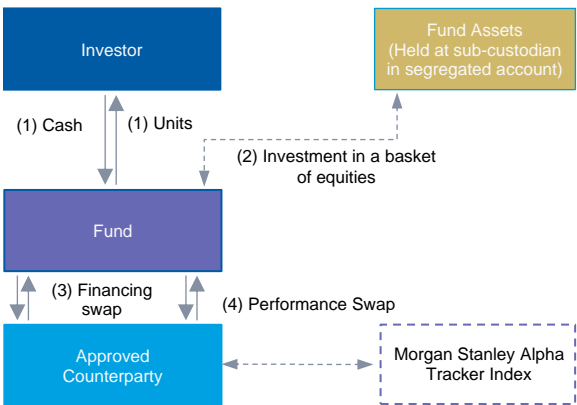 Investor
Fund Assets
(Held at sub-custodian
in segregated account)
(1) Cash
(1) Units
(2) Investment in a basket
of equities
Fund
(3) Financing
swap
(4) Performance Swap
Approved
Counterparty
Morgan Stanley Alpha
Tracker Index